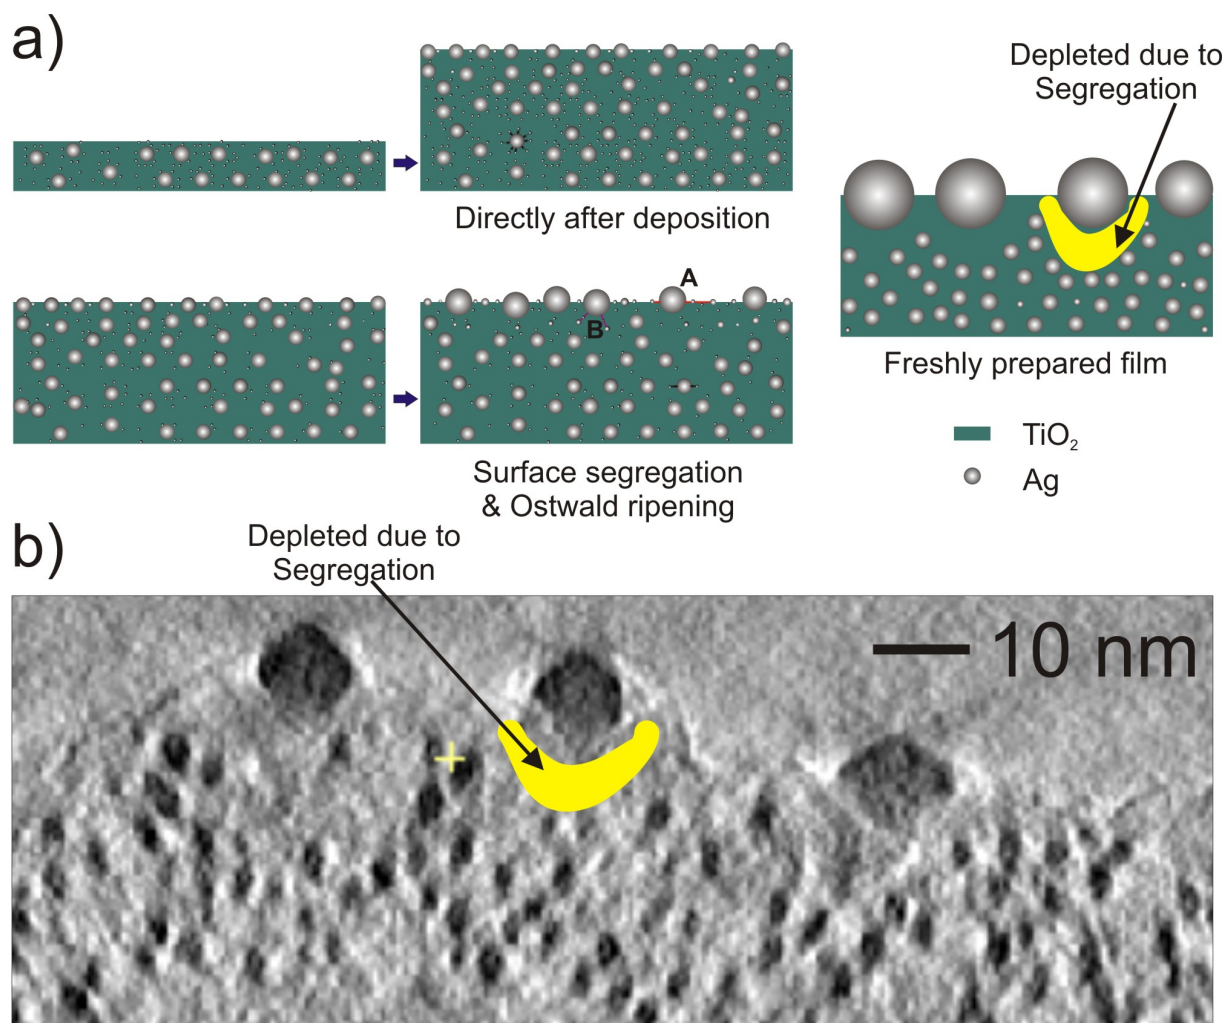 a)
Directly after deposition
A
B
Surface segregation
& Ostwald ripening
Depleted due to
Segregation
Freshly prepared film
TiO₂
Ag
b)
Depleted due to
Segregation
10 nm